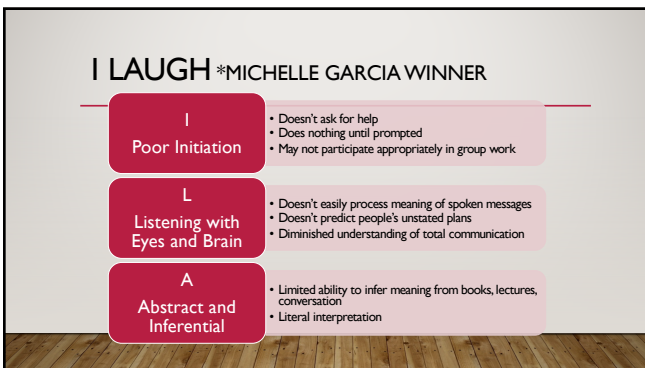 I LAUGH *MICHELLE GARCIA WINNER
I
Poor Initiation
• Doesn't ask for help
• Does nothing until prompted
• May not participate appropriately in group work
L
Listening with
Eyes and Brain
• Doesn't easily process meaning of spoken messages
• Doesn't predict people's unstated plans
• Diminished understanding of total communication
A
Abstract and
Inferential
• Limited ability to infer meaning from books, lectures,
conversation
• Literal interpretation